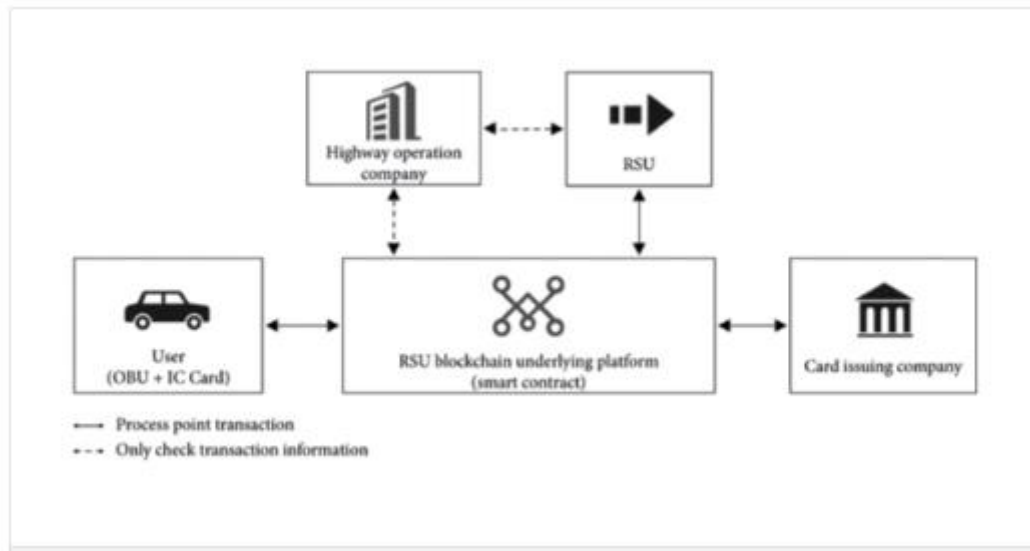 Highway operation
company
RSU
User
(OBU + IC Card)
RSU blockchain underlying platform
(smart contract)
Card issuing company
Process point transaction
Only check transaction information